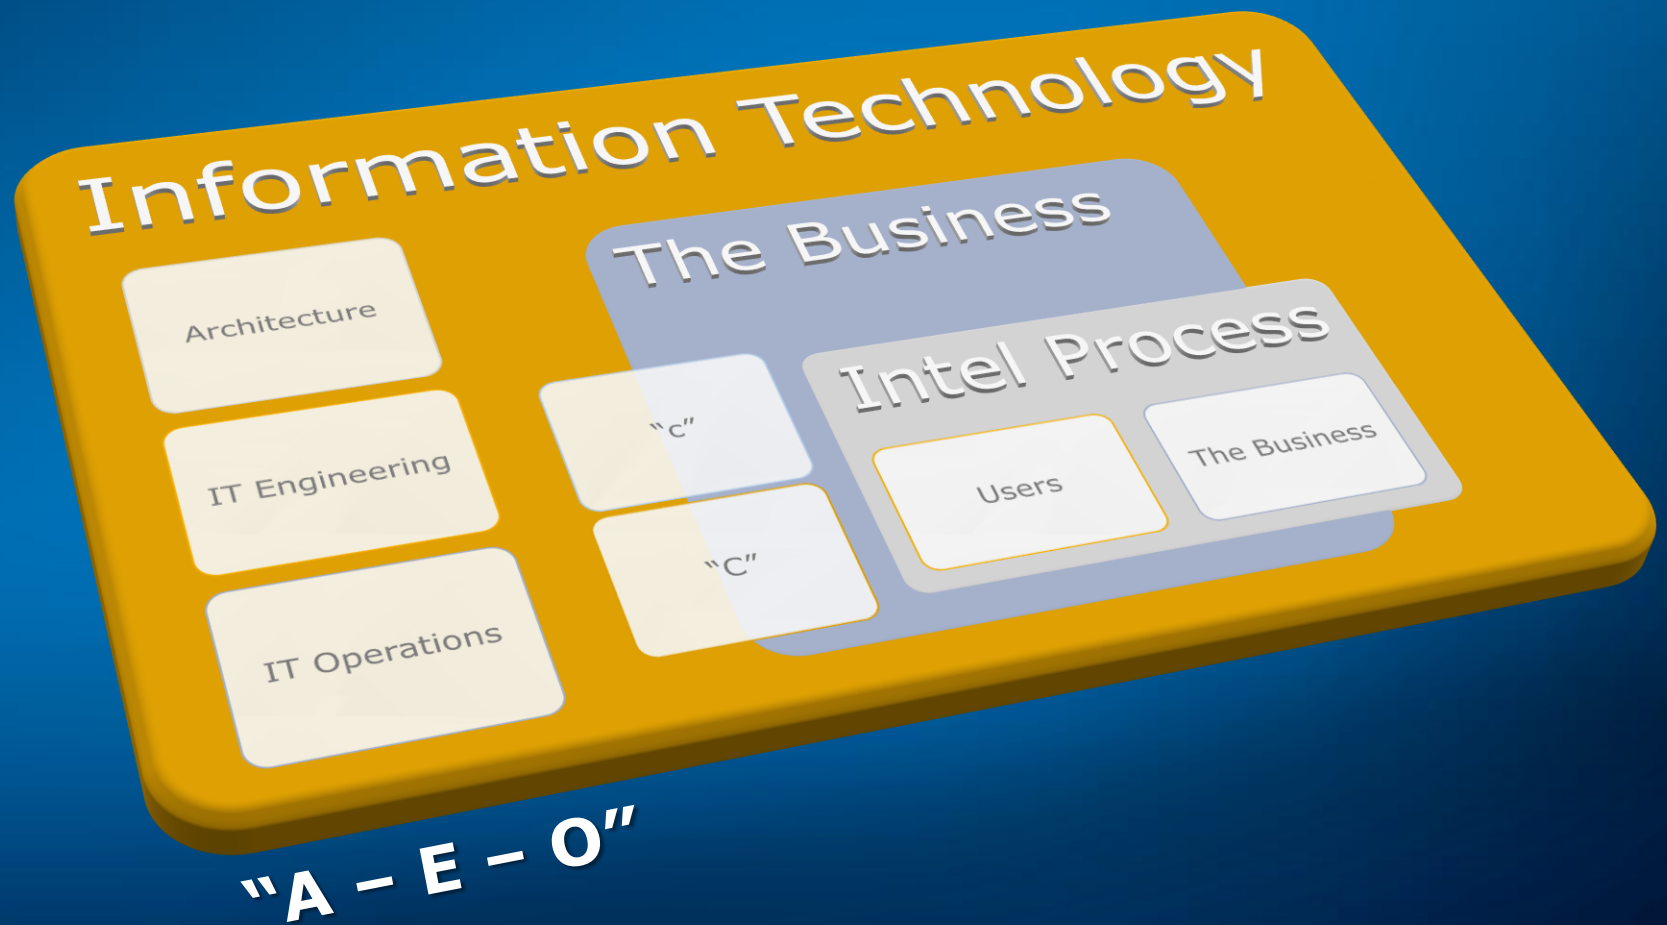 Information Technology
The Business
Intel Process
Architecture
IT Engineering
IT Operations
“c”
“C”
Users
The Business
“A – E – O”